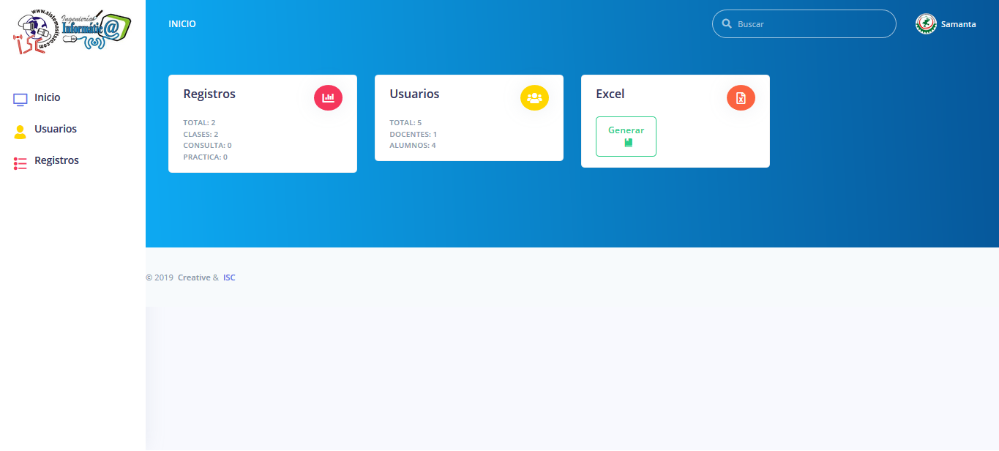 www.sistemasitszo.com
ISC
Ingenierías
Informátic@
INICIO
Buscar
Samanta
Inicio
Usuarios
Registros
Registros
TOTAL: 2
CLASES: 2
CONSULTA: 0
PRACTICA: 0
Usuarios
TOTAL: 5
DOCENTES: 1
ALUMNOS: 4
Excel
Generar
© 2019 Creative & ISC